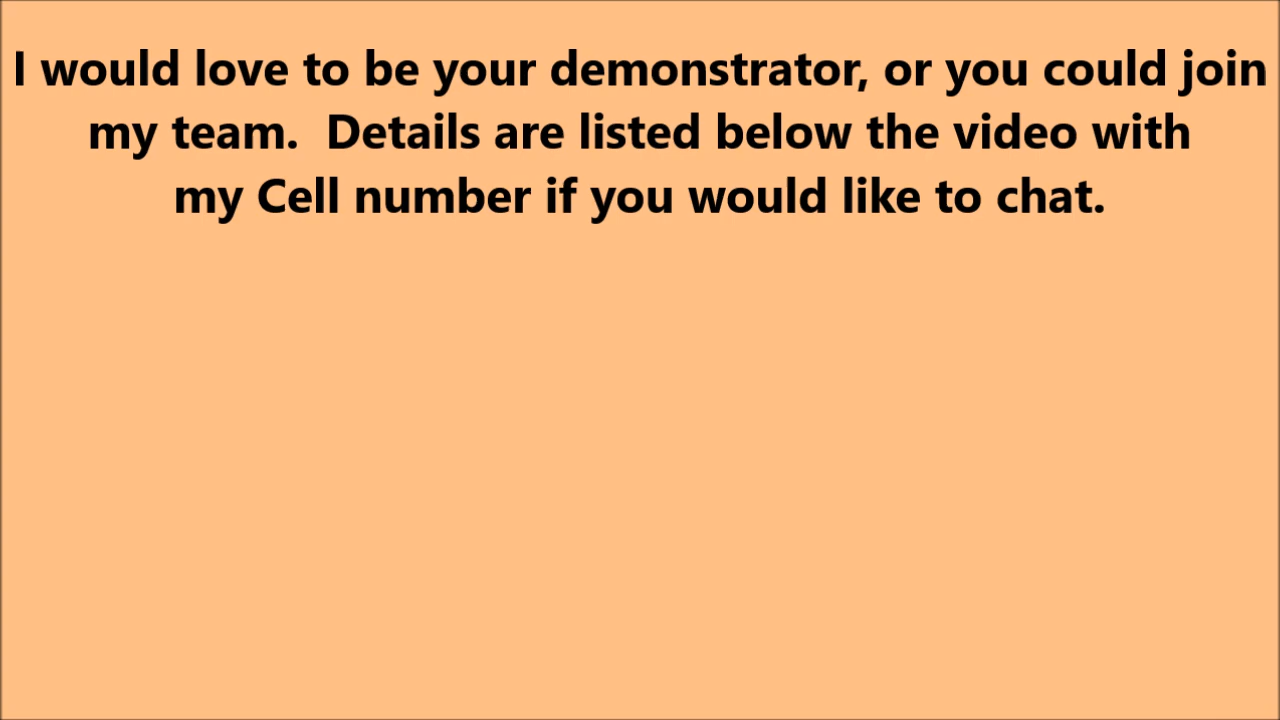 I would love to be your demonstrator, or you could join
my team.  Details are listed below the video with
my Cell number if you would like to chat.